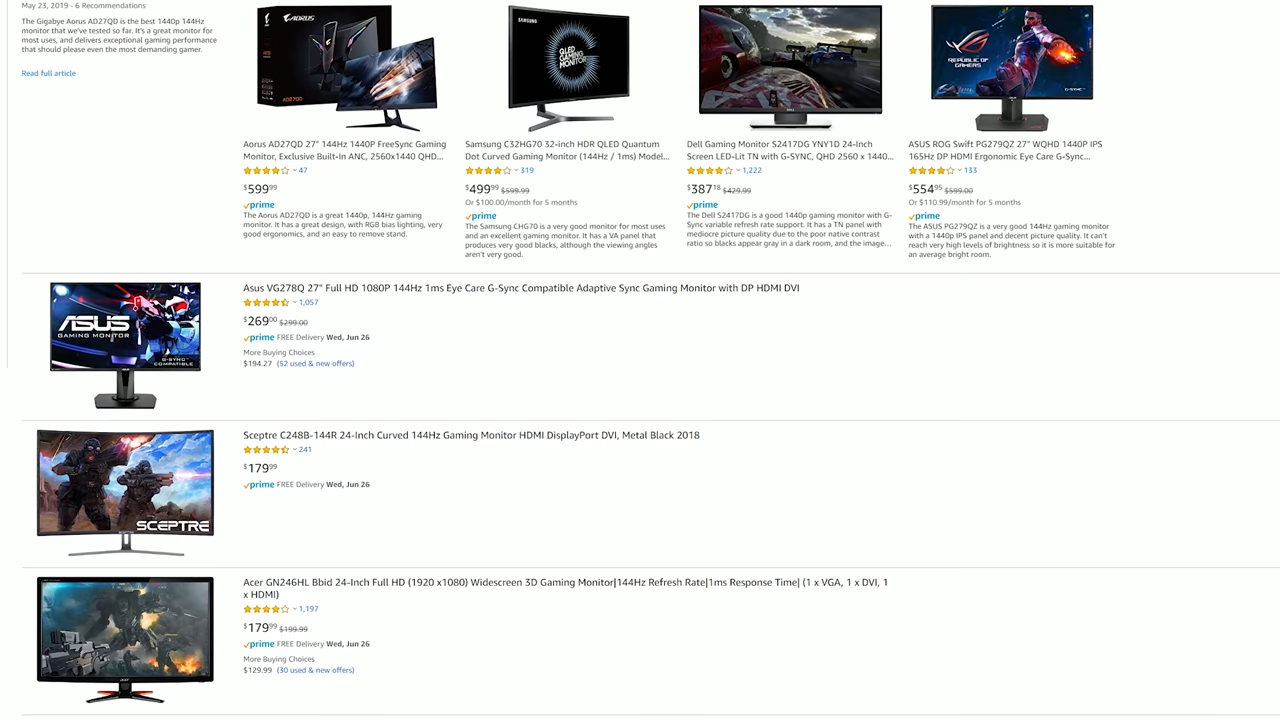 May 23, 2019 - 6 Recommendations
The Gigabye Aorus AD27QD is the best 1440p 144Hz
monitor that we've tested so far. It's a great monitor for
most uses, and delivers exceptional gaming performance
that should please even the most demanding gamer.
Read full article
AORUS
AD27QD
SAMSUNG
QLED
GAMING
MONITOR
DELL
REPUBLIC OF
GAMERS
G-SYNC
Aorus AD27QD 27" 144Hz 1440P FreeSync Gaming
Monitor, Exclusive Built-In ANC, 2560x1440 QHD...
47
$59999
prime
The Aorus AD27QD is a great 1440p, 144Hz gaming
monitor. It has a great design, with RGB bias lighting, very
good ergonomics, and an easy to remove stand.
Samsung C32HG70 32-inch HDR QLED Quantum
Dot Curved Gaming Monitor (144Hz / 1ms) Model...
319
$49999 $599.99
Or $100.00/month for 5 months
prime
The Samsung CHG70 is a very good monitor for most uses
and an excellent gaming monitor. It has a VA panel that
produces very good blacks, although the viewing angles
aren't very good.
Dell Gaming Monitor S2417DG YNY1D 24-Inch
Screen LED-Lit TN with G-SYNC, QHD 2560 x 1440...
1,222
$38718 $429.99
prime
The Dell S2417DG is a good 1440p gaming monitor with G-
Sync variable refresh rate support. It has a TN panel with
mediocre picture quality due to the poor native contrast
ratio so blacks appear gray in a dark room, and the image...
ASUS ROG Swift PG279QZ 27" WQHD 1440P IPS
165Hz DP HDMI Ergonomic Eye Care G-Sync...
133
$55495 $599.00
Or $110.99/month for 5 months
prime
The ASUS PG279QZ is a very good 144Hz gaming monitor
with a 1440p IPS panel and decent picture quality. It can't
reach very high levels of brightness so it is more suitable for
an average bright room.
ASUS
GAMING MONITOR
G-SYNC
COMPATIBLE
Asus VG278Q 27" Full HD 1080P 144Hz 1ms Eye Care G-Sync Compatible Adaptive Sync Gaming Monitor with DP HDMI DVI
1,057
$26900 $299.00
prime FREE Delivery Wed, Jun 26
More Buying Choices
$194.27 (52 used & new offers)
SCEPTRE
Sceptre C248B-144R 24-Inch Curved 144Hz Gaming Monitor HDMI DisplayPort DVI, Metal Black 2018
241
$17999
prime FREE Delivery Wed, Jun 26
acer
Acer GN246HL Bbid 24-Inch Full HD (1920 x1080) Widescreen 3D Gaming Monitor|144Hz Refresh Rate|1ms Response Time| (1 x VGA, 1 x DVI, 1
x HDMI)
1,197
$17999 $199.99
prime FREE Delivery Wed, Jun 26
More Buying Choices
$129.99 (30 used & new offers)